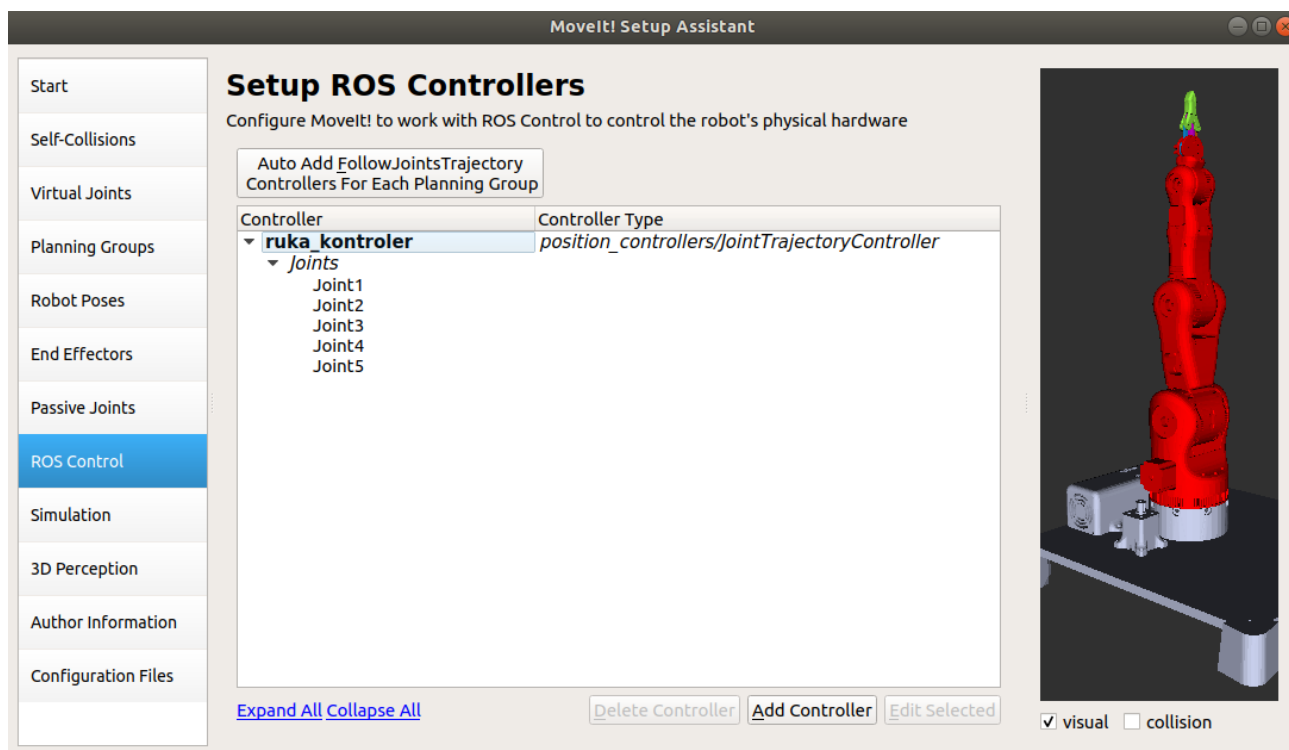 MoveIt! Setup Assistant
Start
Self-Collisions
Virtual Joints
Planning Groups
Robot Poses
End Effectors
Passive Joints
ROS Control
Simulation
3D Perception
Author Information
Configuration Files
Setup ROS Controllers
Configure MoveIt! to work with ROS Control to control the robot's physical hardware
Auto Add FollowJointsTrajectory
Controllers For Each Planning Group
Controller Controller Type
ruka_kontroler position_controllers/JointTrajectoryController
Joints
Joint1
Joint2
Joint3
Joint4
Joint5
Expand All Collapse All Delete Controller Add Controller Edit Selected
visual collision